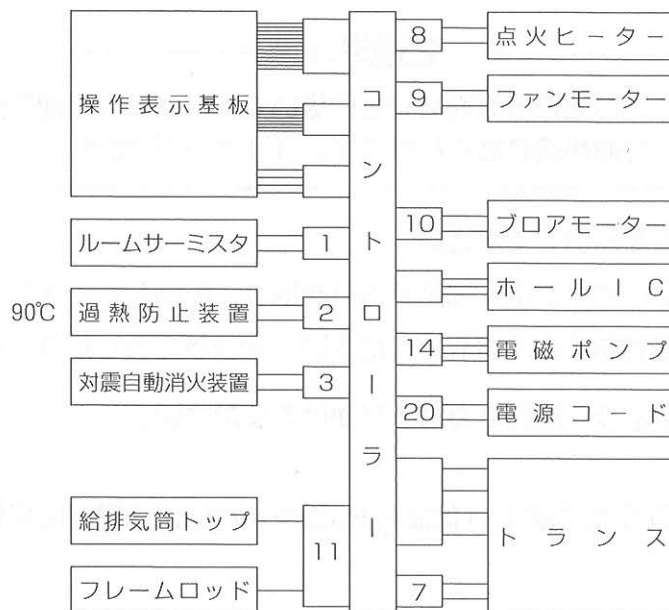 操作表示基板
ルームサーミスタ
90℃ 過熱防止装置
対震自動消火装置
給排気筒トップ
フレームロッド
1
2
3
11
コントローラー
8 点火ヒーター
9 ファンモーター
10 ブロアモーター
ホールIC
14 電磁ポンプ
20 電源コード
トランス
7